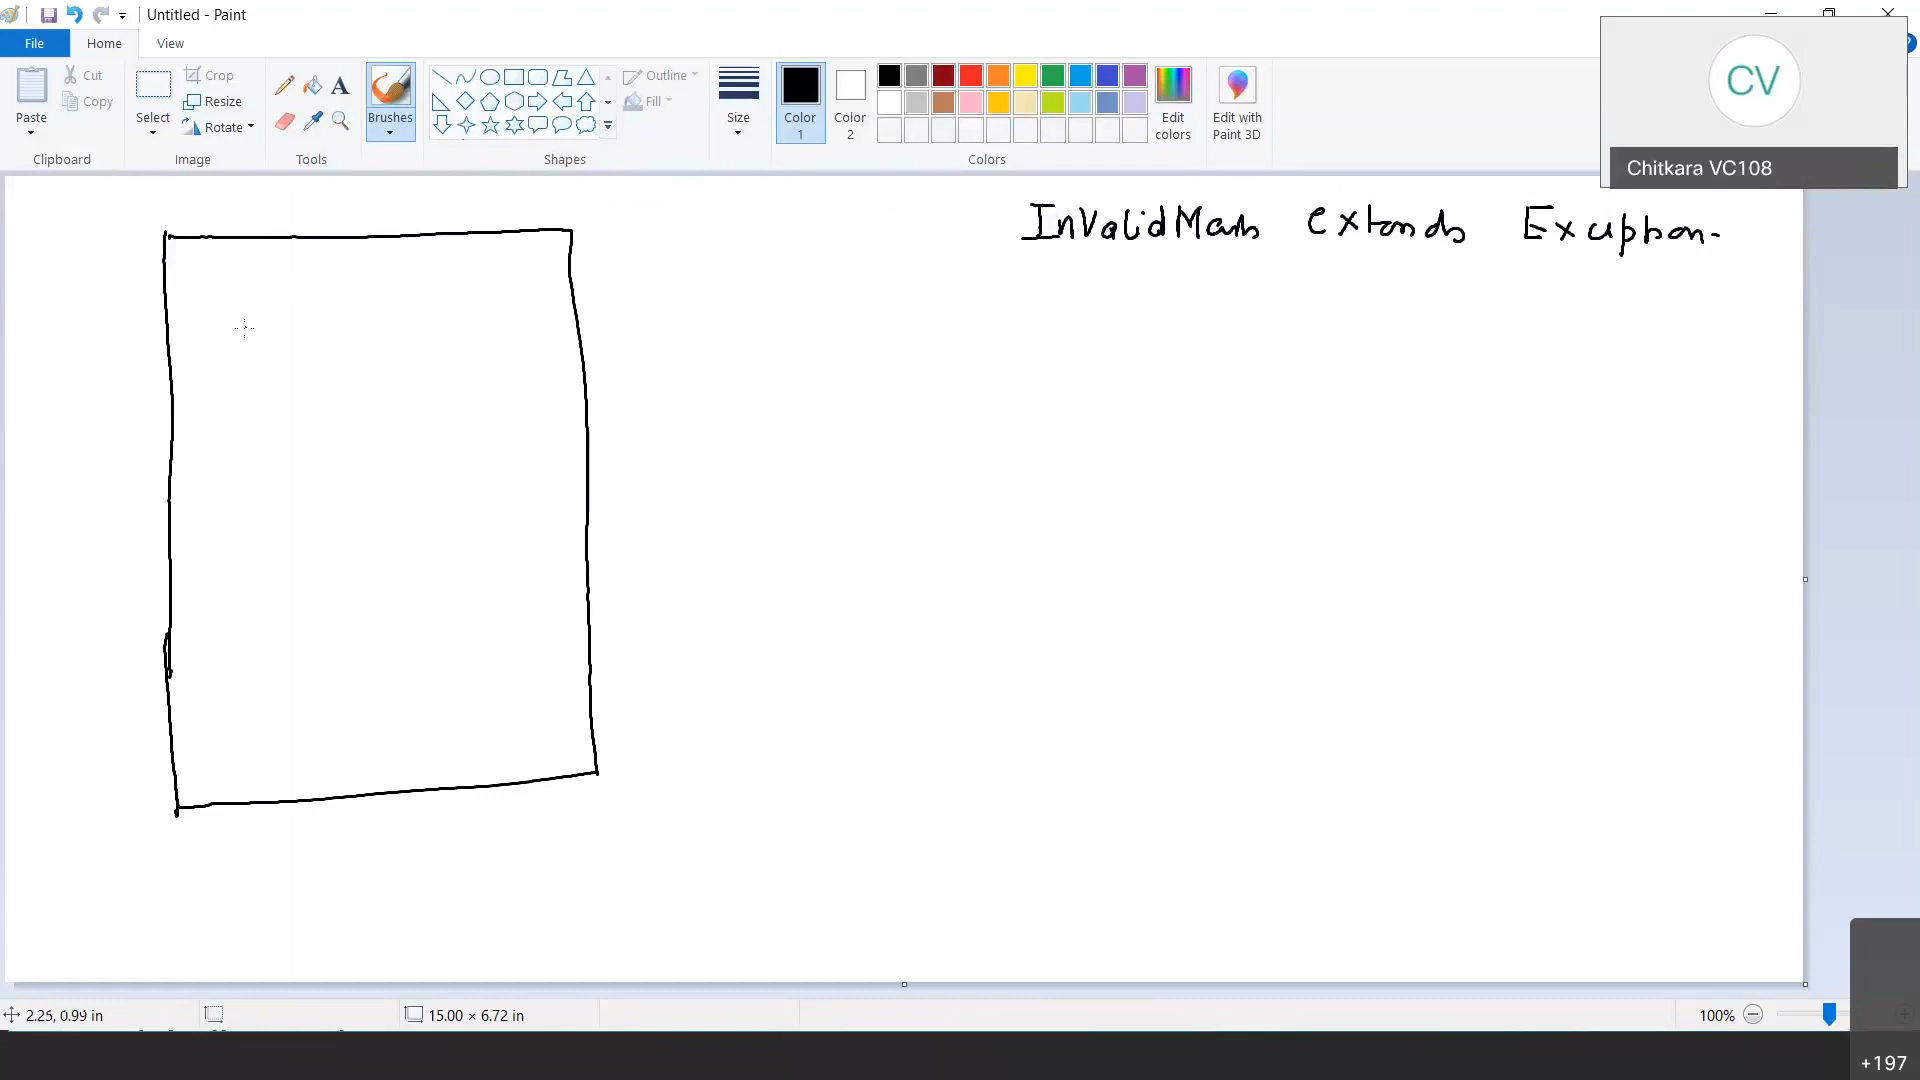 Untitled - Paint
File Home View
Paste
Cut
Copy
Clipboard
Select
Crop
Resize
Rotate
Image
A
Tools
Brushes
Outline
Fill
Shapes
Size
Color 1
Color 2
Edit colors
Edit with Paint 3D
Colors
CV
Chitkara VC108
InValidMarks extends Exception.
2.25, 0.99 in
15.00 × 6.72 in
100%
+197